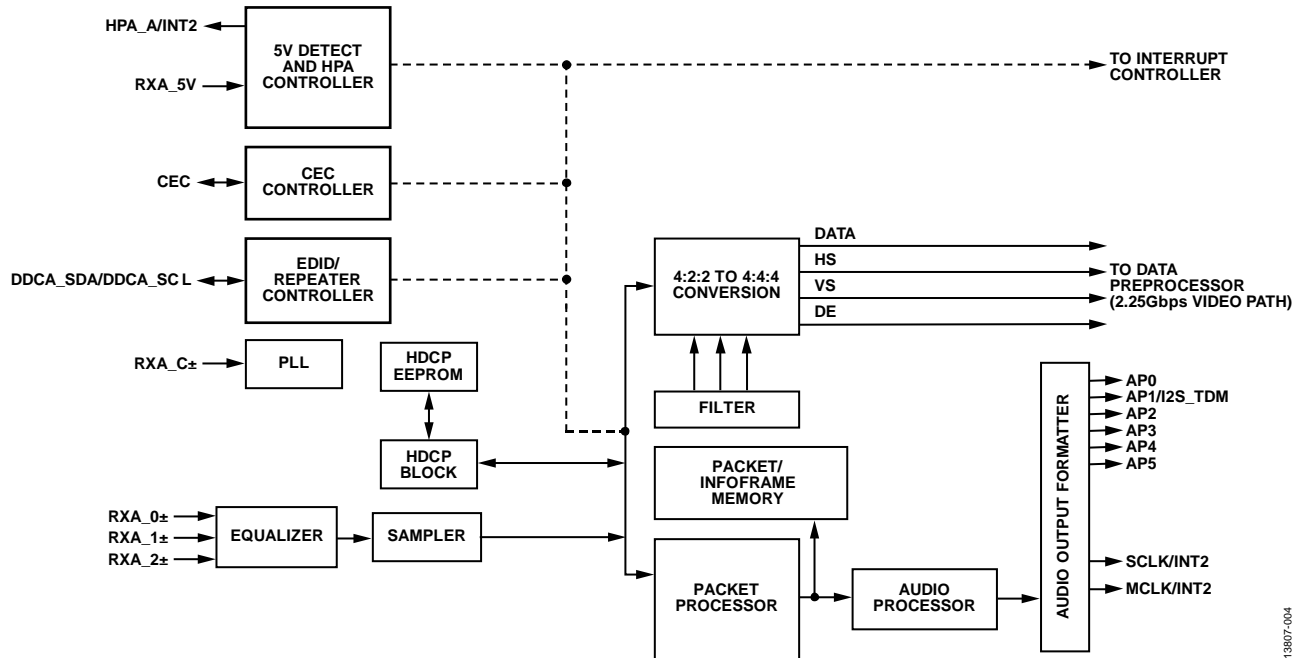 HPA_A/INT2
RXA_5V
5V DETECT
AND HPA
CONTROLLER
TO INTERRUPT
CONTROLLER
CEC
CEC
CONTROLLER
DDCA_SDA/DDCA_SCL
EDID/
REPEATER
CONTROLLER
4:2:2 TO 4:4:4
CONVERSION
DATA
HS
VS
DE
TO DATA
PREPROCESSOR
(2.25Gbps VIDEO PATH)
RXA_C±
PLL
HDCP
EEPROM
FILTER
HDCP
BLOCK
PACKET/
INFOFRAME
MEMORY
RXA_0±
RXA_1±
RXA_2±
EQUALIZER
SAMPLER
PACKET
PROCESSOR
AUDIO
PROCESSOR
AUDIO OUTPUT FORMATTER
AP0
AP1/I2S_TDM
AP2
AP3
AP4
AP5
SCLK/INT2
MCLK/INT2
13807-004